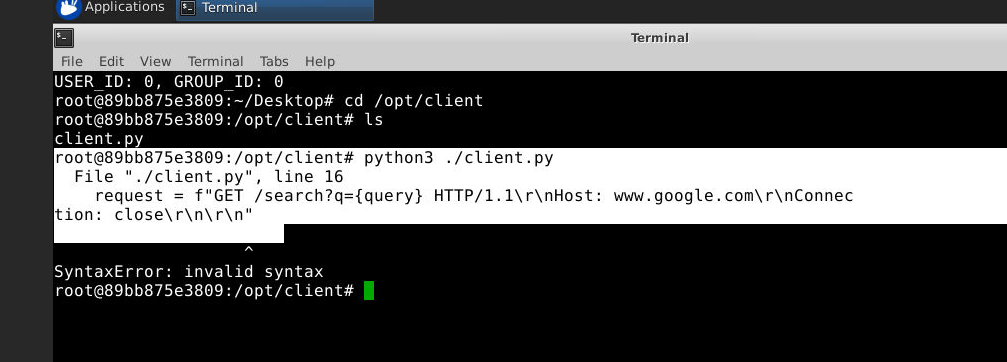 Applications
Terminal
Terminal
File Edit View Terminal Tabs Help
USER_ID: 0, GROUP_ID: 0
root@89bb875e3809:~/Desktop# cd /opt/client
root@89bb875e3809:/opt/client# ls
client.py
root@89bb875e3809:/opt/client# python3 ./client.py
  File "./client.py", line 16
    request = f"GET /search?q={query} HTTP/1.1\r\nHost: www.google.com\r\nConnec
tion: close\r\n\r\n"
^
SyntaxError: invalid syntax
root@89bb875e3809:/opt/client#